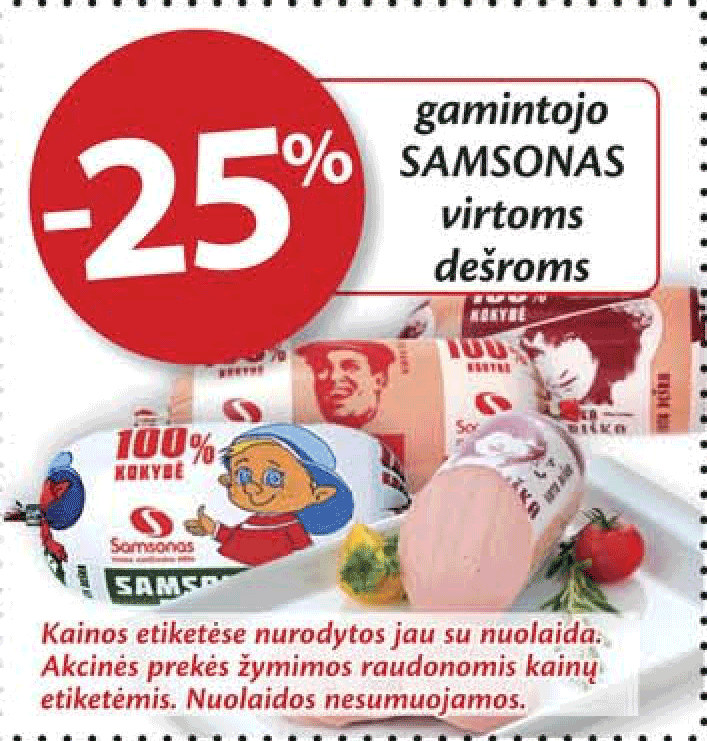 -25%
gamintojo
SAMSONAS
virtoms
dešroms
100%
KOKYBĖ
100%
KOKYBĖ
100%
KOKYBĖ
Samsonas
Kainos etiketėse nurodytos jau su nuolaida.
Akcinės prekės žymimos raudonomis kainų
etiketėmis. Nuolaidos nesumuojamos.